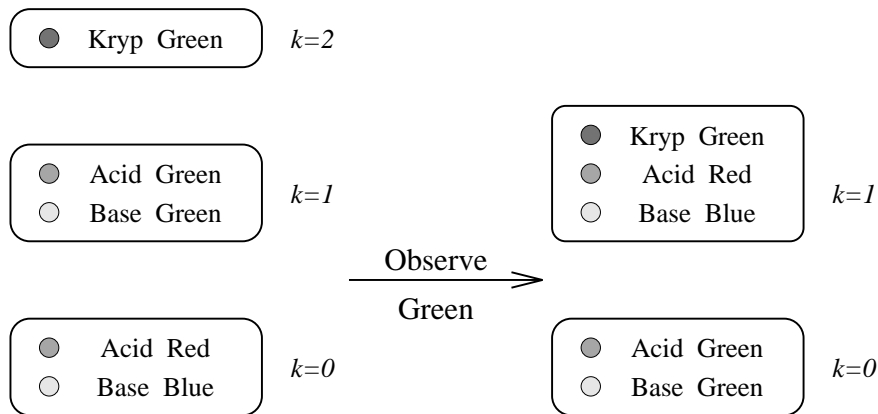 Kryp Green k=2
Acid Green
Base Green
k=1
Acid Red
Base Blue
k=0
Observe
Green
Kryp Green
Acid Red
Base Blue
k=1
Acid Green
Base Green
k=0